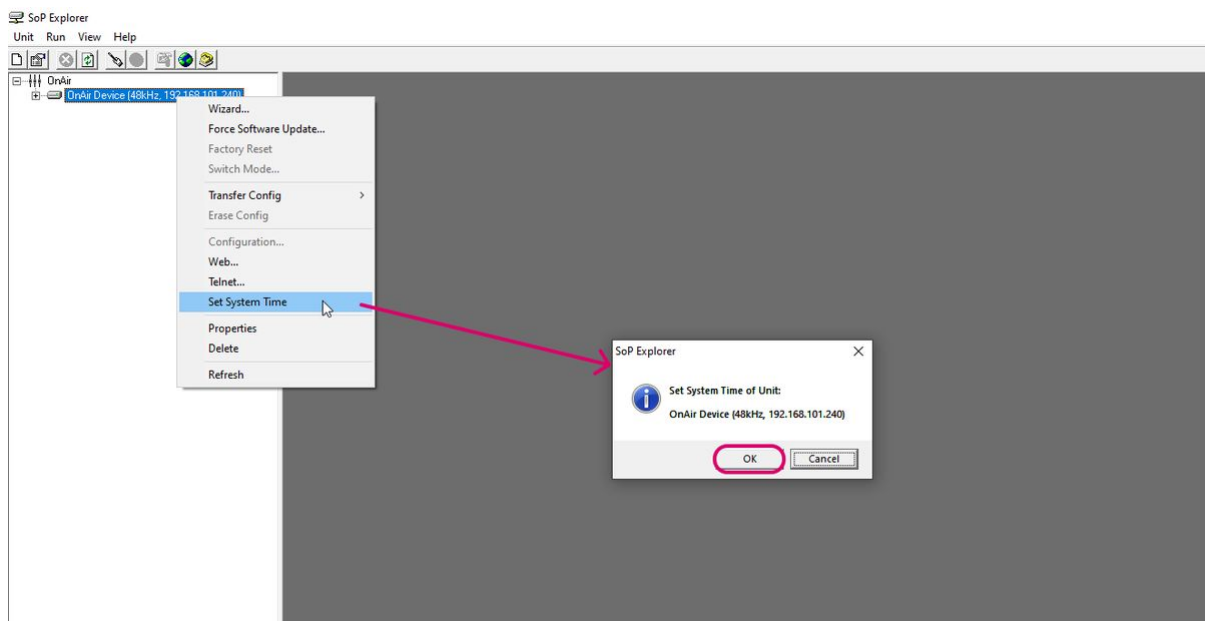 SoP Explorer
Unit Run View Help
OnAir
OnAir Device (48kHz, 192.168.101.240)
Wizard...
Force Software Update...
Factory Reset
Switch Mode...
Transfer Config
Erase Config
Configuration...
Web...
Telnet...
Set System Time
Properties
Delete
Refresh
SoP Explorer
Set System Time of Unit:
OnAir Device (48kHz, 192.168.101.240)
OK Cancel